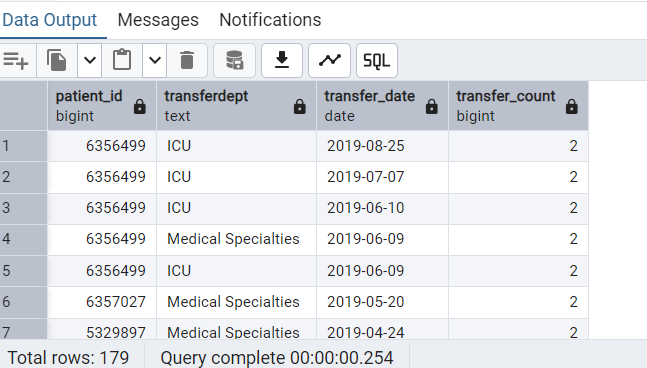 Data Output Messages Notifications
SQL
patient_id transferdept transfer_date transfer_count
bigint text date bigint
1 6356499 ICU 2019-08-25 2
2 6356499 ICU 2019-07-07 2
3 6356499 ICU 2019-06-10 2
4 6356499 Medical Specialties 2019-06-09 2
5 6356499 ICU 2019-06-09 2
6 6357027 Medical Specialties 2019-05-20 2
7 5329897 Medical Specialties 2019-04-24 2
Total rows: 179 Query complete 00:00:00.254